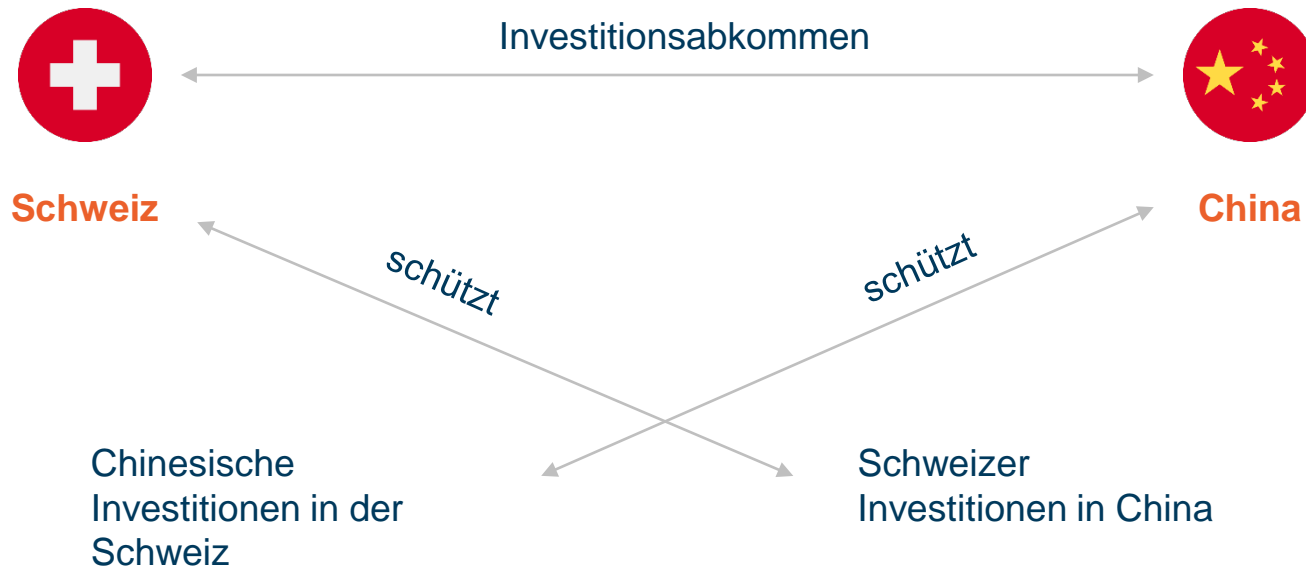 Investitionsabkommen
Schweiz
China
schützt
schützt
Chinesische
Investitionen in der
Schweiz
Schweizer
Investitionen in China